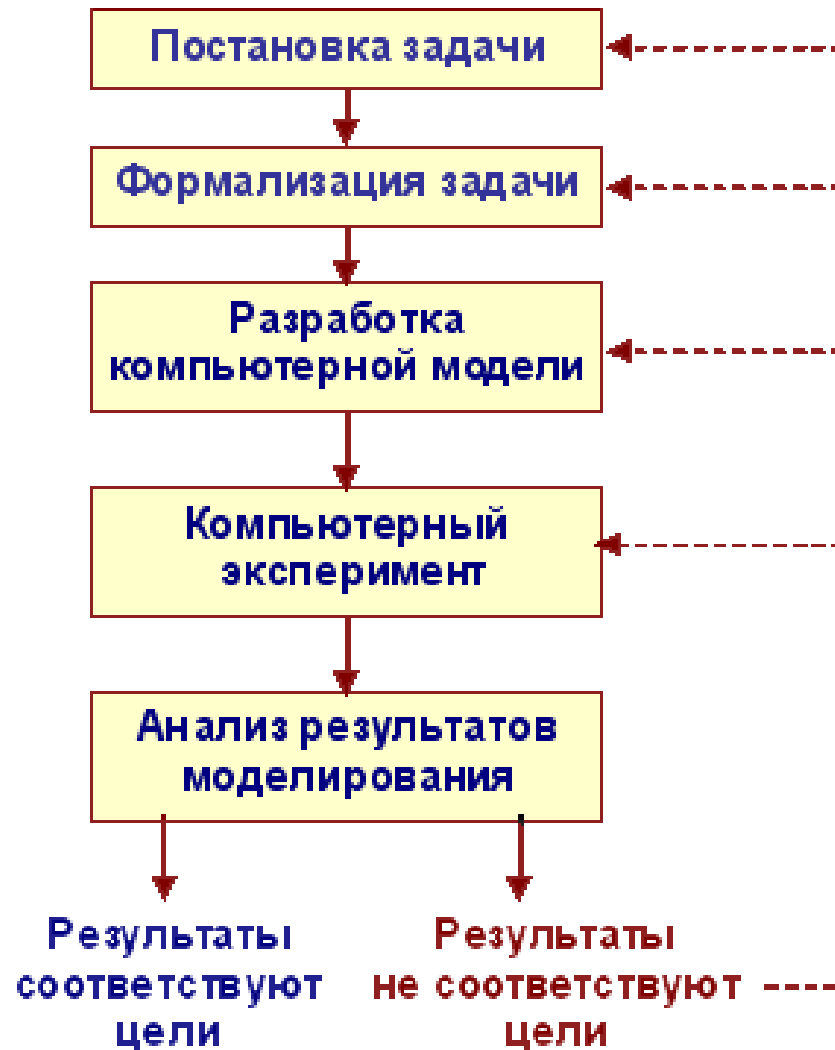 Постановка задачи
Формализация задачи
Разработка
компьютерной модели
Компьютерный
эксперимент
Анализ результатов
моделирования
Результаты
соответствуют
цели
Результаты
не соответствуют
цели